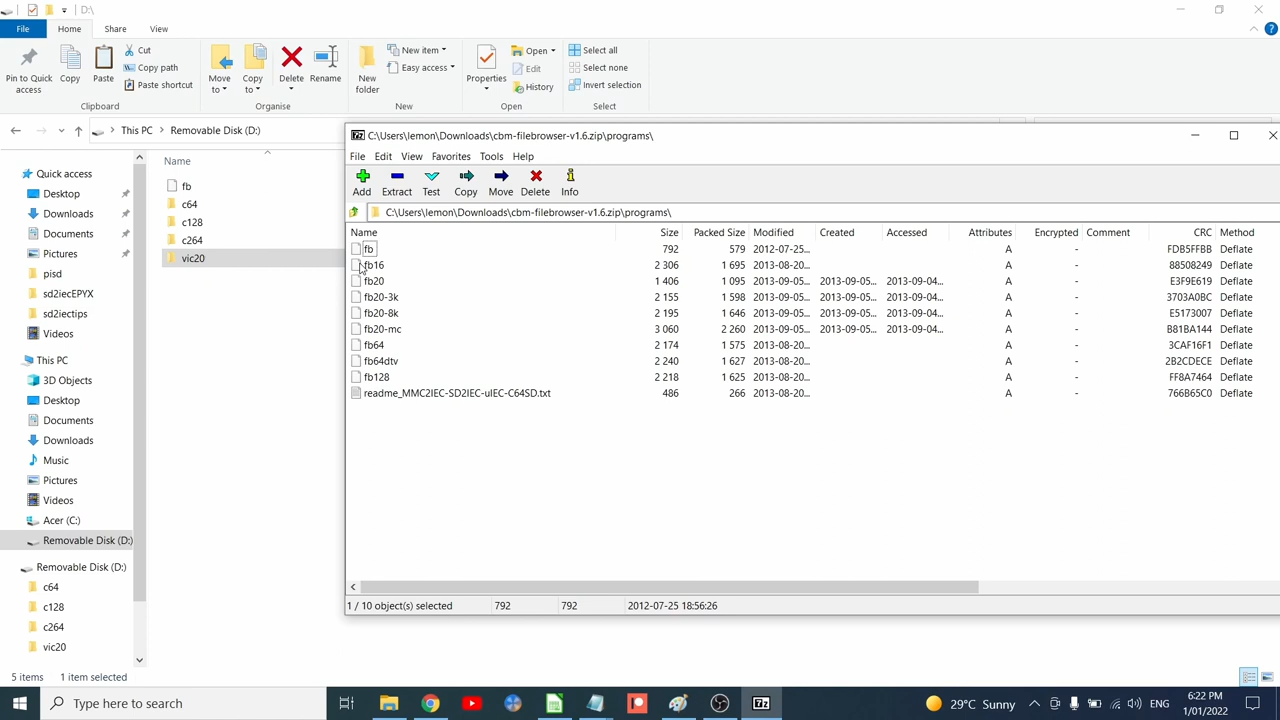 D:\
File Home Share View
Pin to Quick access
Copy
Paste
Cut
Copy path
Paste shortcut
Clipboard
Move to
Copy to
Delete
Rename
Organise
New folder
New item
Easy access
New
Properties
Open
Edit
History
Open
Select all
Select none
Invert selection
Select
This PC
Removable Disk (D:)
Quick access
Desktop
Downloads
Documents
Pictures
pisd
sd2iecEPYX
sd2iectips
Videos
This PC
3D Objects
Desktop
Documents
Downloads
Music
Pictures
Videos
Acer (C:)
Removable Disk (D:)
Removable Disk (D:)
c64
c128
c264
vic20
Name
fb
c64
c128
c264
vic20
5 items 1 item selected
7z C:\Users\lemon\Downloads\cbm-filebrowser-v1.6.zip\programs\
File Edit View Favorites Tools Help
Add Extract Test Copy Move Delete Info
C:\Users\lemon\Downloads\cbm-filebrowser-v1.6.zip\programs\
Name Size Packed Size Modified Created Accessed Attributes Encrypted Comment CRC Method
fb 792 579 2012-07-25... A - FDB5FFBB Deflate
fb16 2 306 1 695 2013-08-20... A - 88508249 Deflate
fb20 1 406 1 095 2013-09-05... 2013-09-05... 2013-09-04... A - E3F9E619 Deflate
fb20-3k 2 155 1 598 2013-09-05... 2013-09-05... 2013-09-04... A - 3703A0BC Deflate
fb20-8k 2 195 1 646 2013-09-05... 2013-09-05... 2013-09-04... A - E5173007 Deflate
fb20-mc 3 060 2 260 2013-09-05... 2013-09-05... 2013-09-04... A - B81BA144 Deflate
fb64 2 174 1 575 2013-08-20... A - 3CAF16F1 Deflate
fb64dtv 2 240 1 627 2013-08-20... A - 2B2CDECE Deflate
fb128 2 218 1 625 2013-08-20... A - FF8A7464 Deflate
readme_MMC2IEC-SD2IEC-uIEC-C64SD.txt 486 266 2013-08-20... A - 766B65C0 Deflate
1 / 10 object(s) selected 792 792 2012-07-25 18:56:26
Type here to search
7z
29°C Sunny
ENG
6:22 PM
1/01/2022